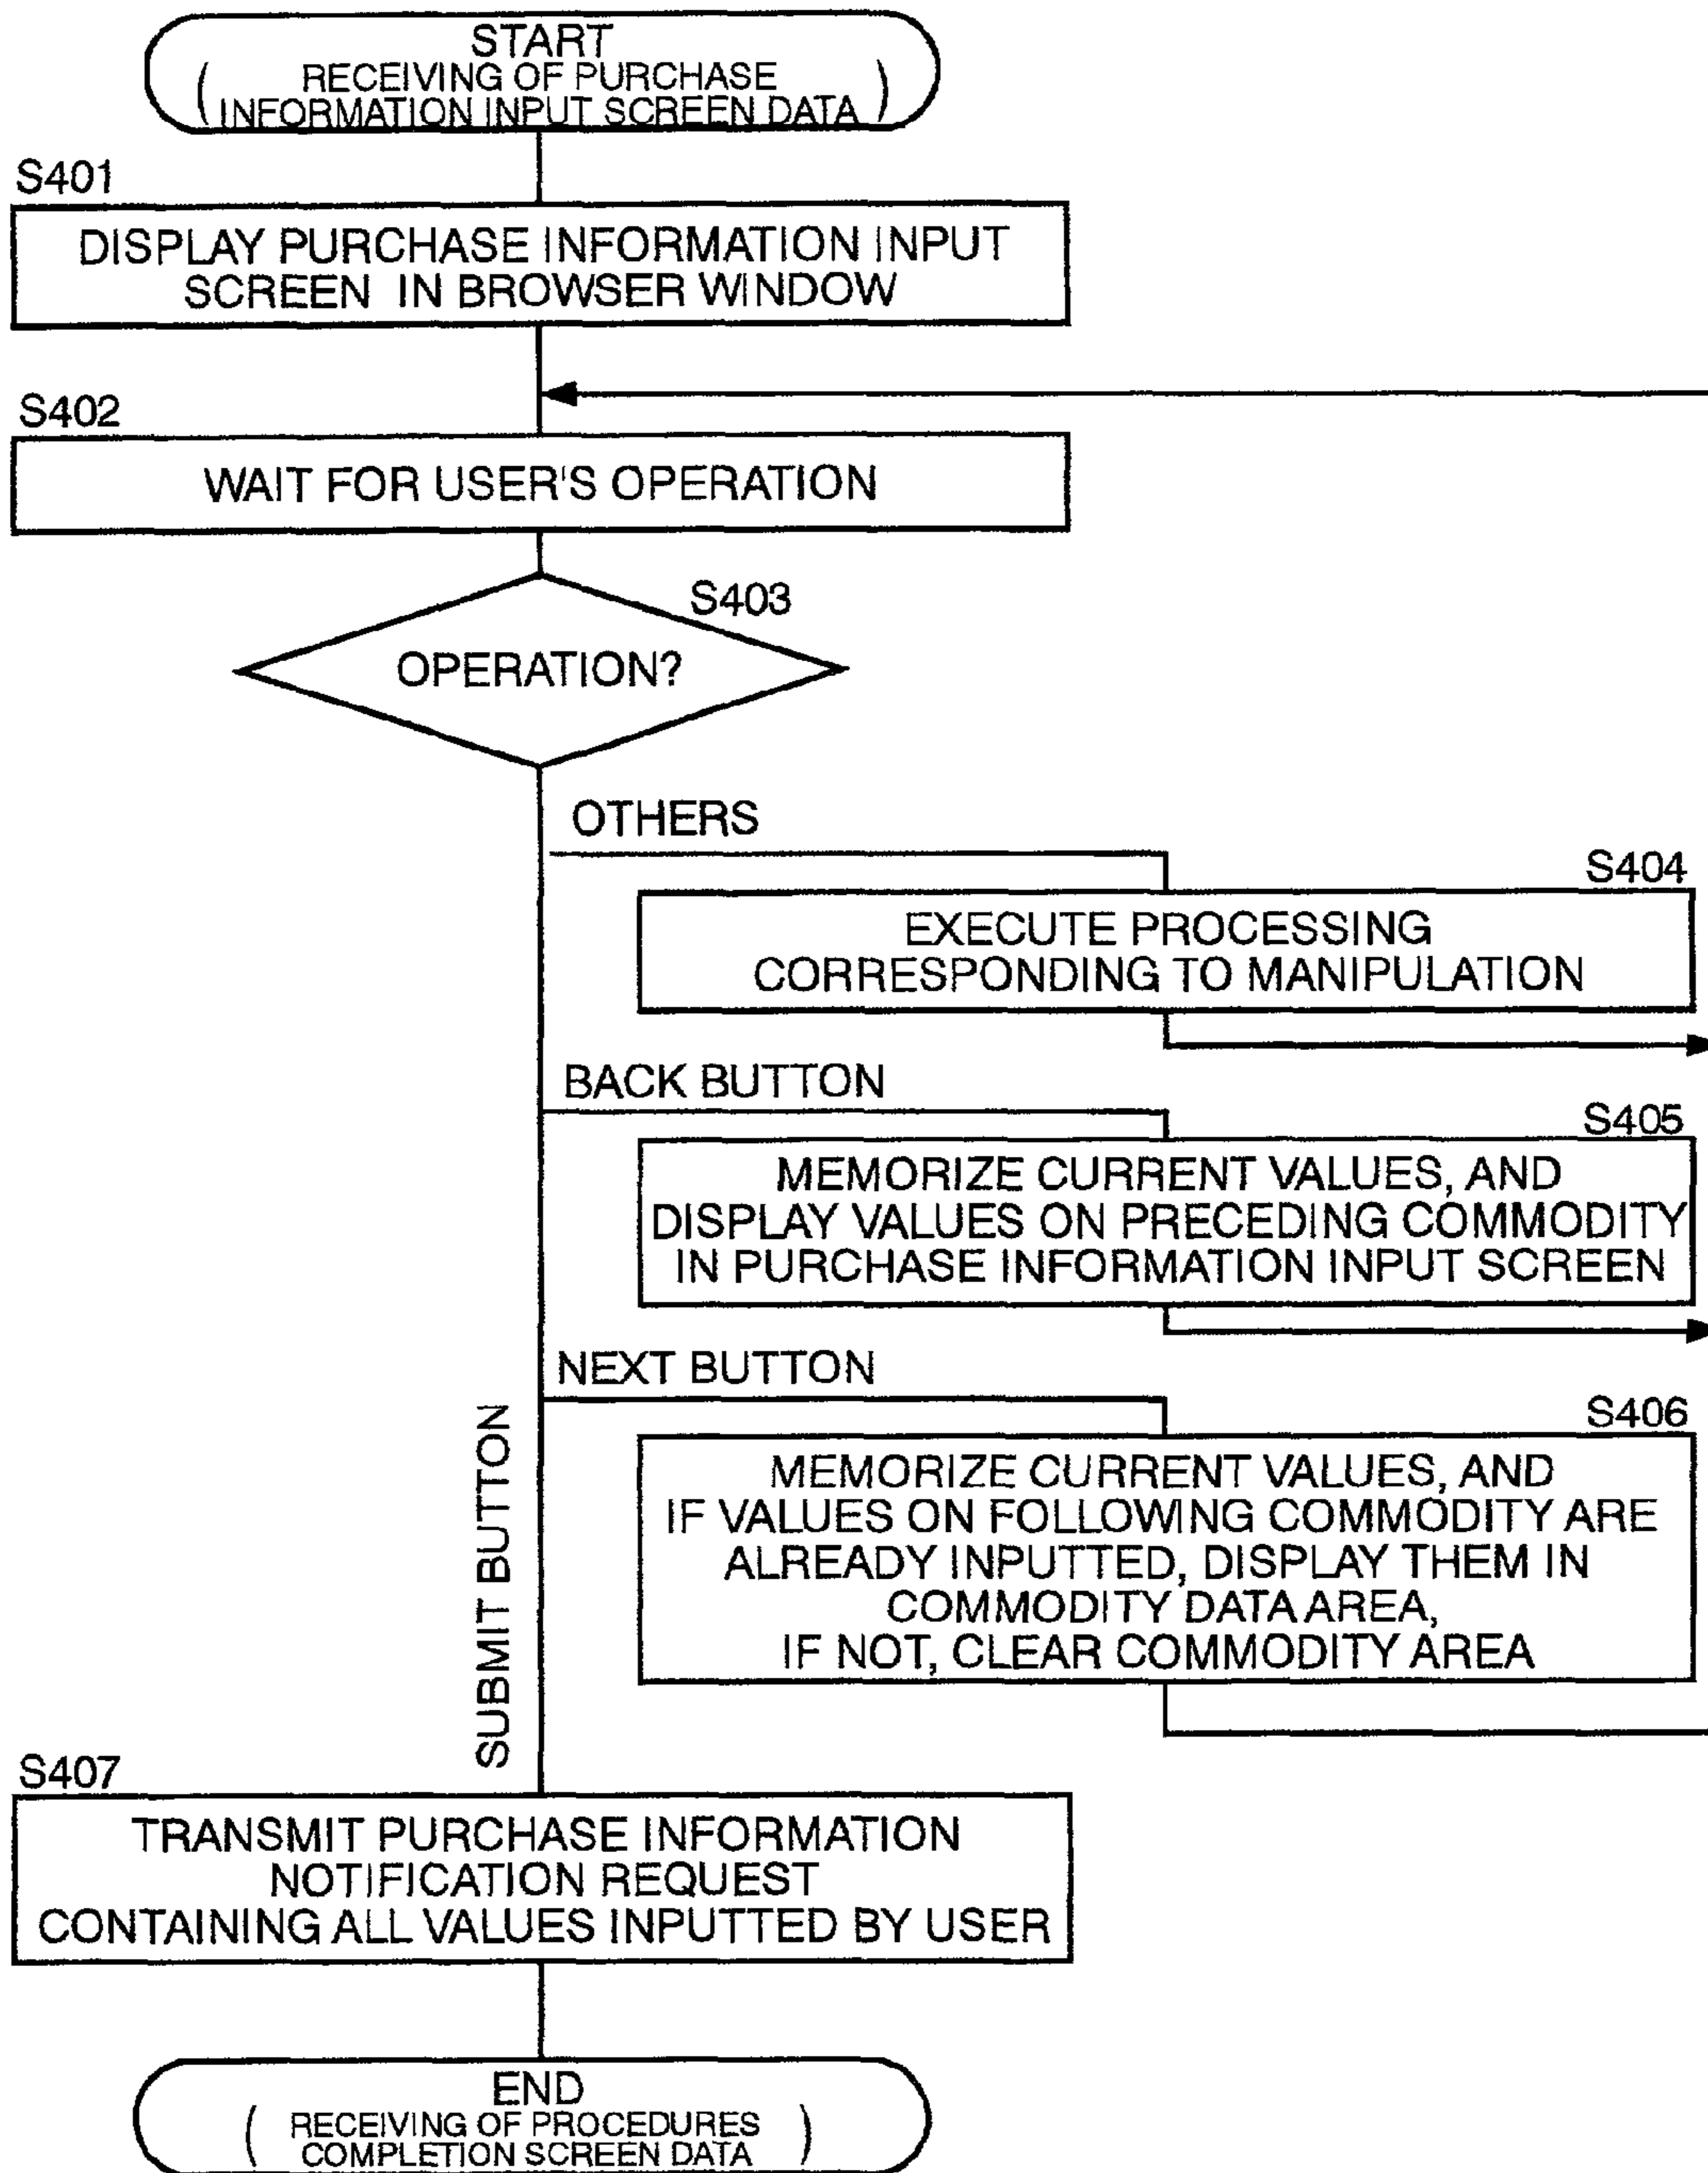 START
( RECEIVING OF PURCHASE
INFORMATION INPUT SCREEN DATA )
S401
DISPLAY PURCHASE INFORMATION INPUT
SCREEN IN BROWSER WINDOW
S402
WAIT FOR USER'S OPERATION
S403
OPERATION?
OTHERS
S404
EXECUTE PROCESSING
CORRESPONDING TO MANIPULATION
BACK BUTTON
S405
MEMORIZE CURRENT VALUES, AND
DISPLAY VALUES ON PRECEDING COMMODITY
IN PURCHASE INFORMATION INPUT SCREEN
NEXT BUTTON
S406
MEMORIZE CURRENT VALUES, AND
IF VALUES ON FOLLOWING COMMODITY ARE
ALREADY INPUTTED, DISPLAY THEM IN
COMMODITY DATA AREA,
IF NOT, CLEAR COMMODITY AREA
SUBMIT BUTTON
S407
TRANSMIT PURCHASE INFORMATION
NOTIFICATION REQUEST
CONTAINING ALL VALUES INPUTTED BY USER
END
( RECEIVING OF PROCEDURES
COMPLETION SCREEN DATA )